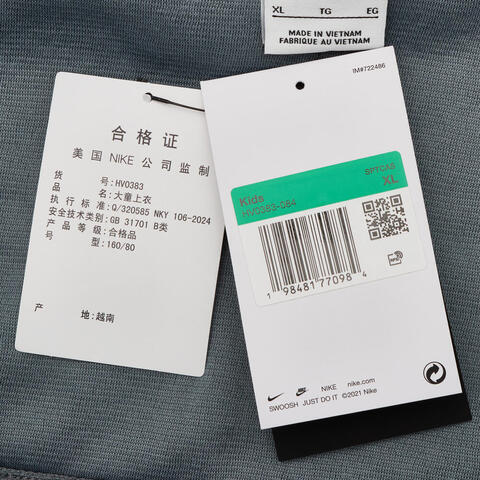 XL TG EG
MADE IN VIETNAM
FABRIQUE AU VIETNAM
合格证
美国 NIKE 公司监制
货号: HV0383
品名: 大童上衣
执行标准: Q/320585 NKY 106-2024
安全技术类别: GB 31701 B类
产品等级: 合格品
号型: 160/80
产地: 越南
IM#722486
Kids
HV0383-084
SPTCAS
XL
1 98481 77098 4
NIKE nike.com
SWOOSH JUST DO IT ©2021 Nike